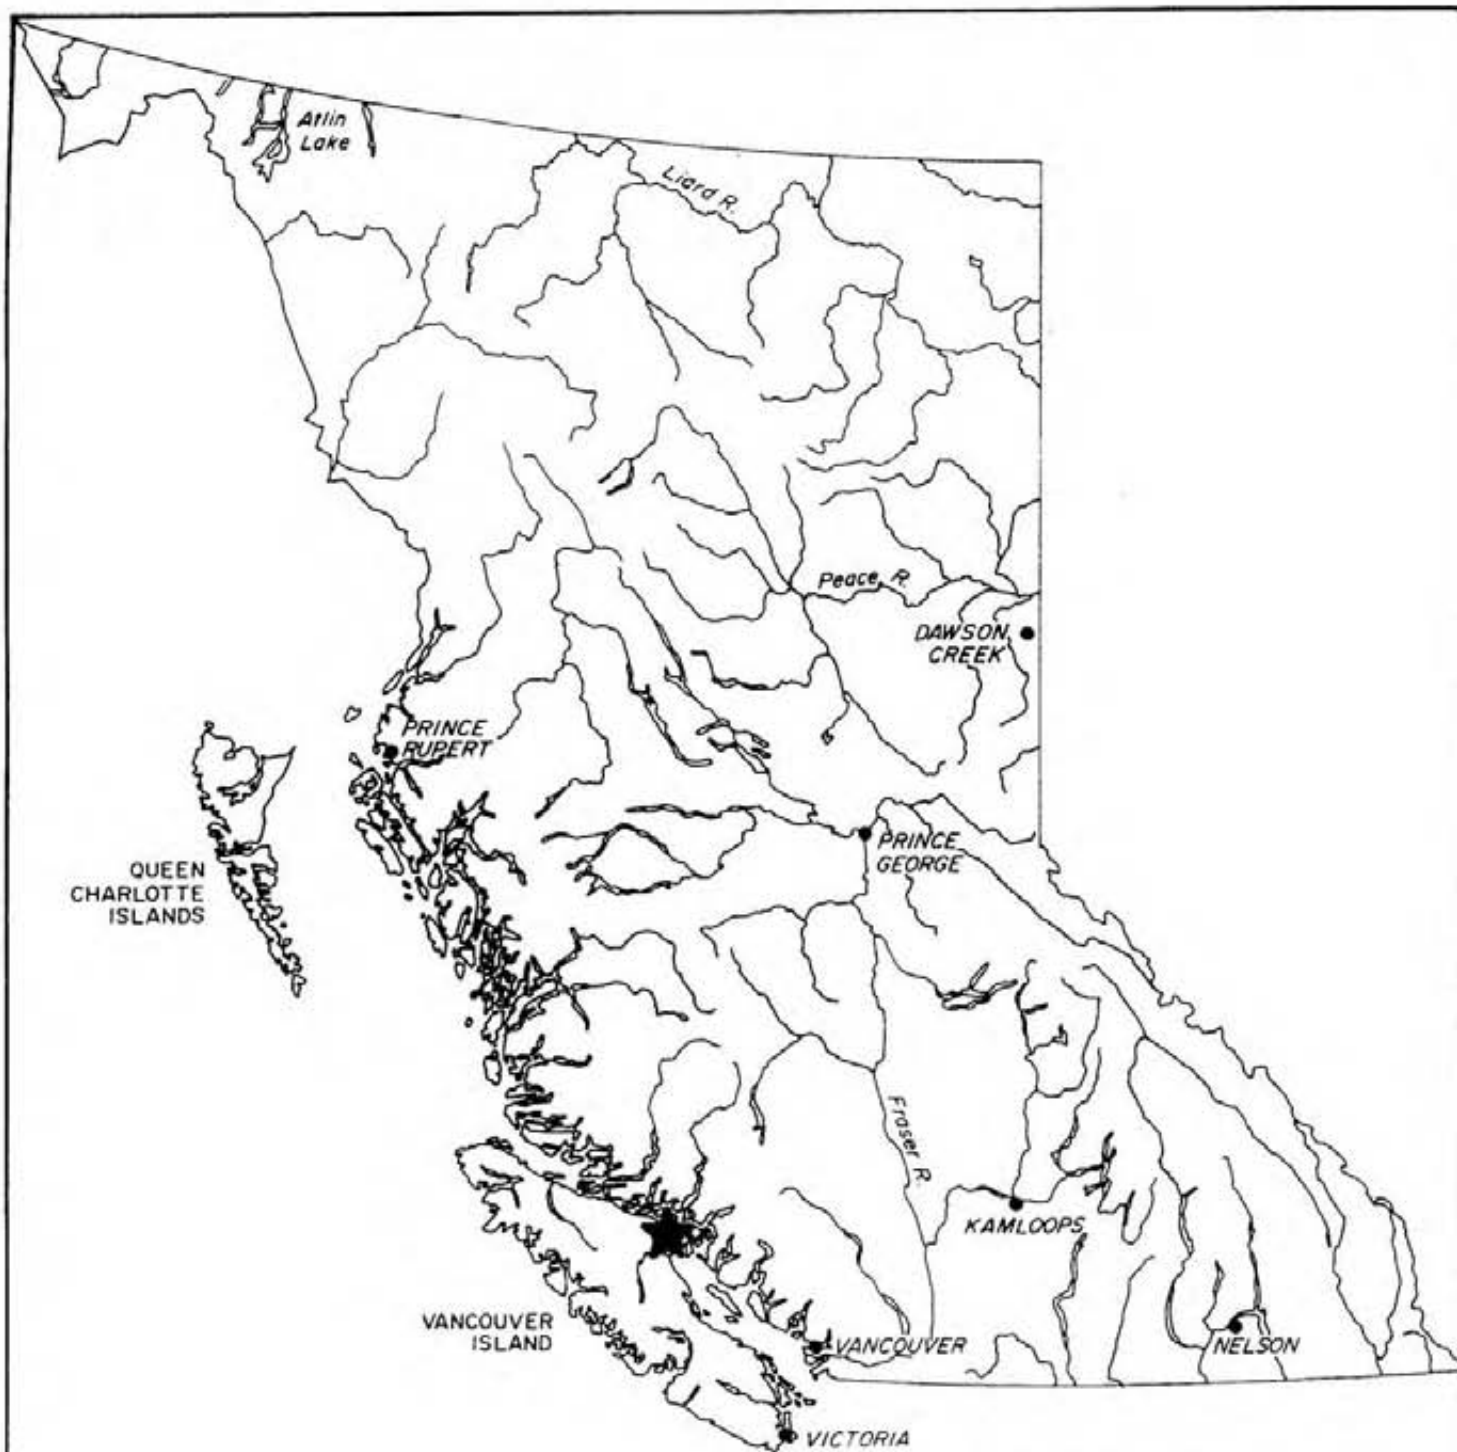 Atlin
Lake
Liard R.
Peace R.
DAWSON
CREEK
PRINCE
RUPERT
PRINCE
GEORGE
QUEEN
CHARLOTTE
ISLANDS
Fraser R.
KAMLOOPS
VANCOUVER
ISLAND
VANCOUVER
NELSON
VICTORIA